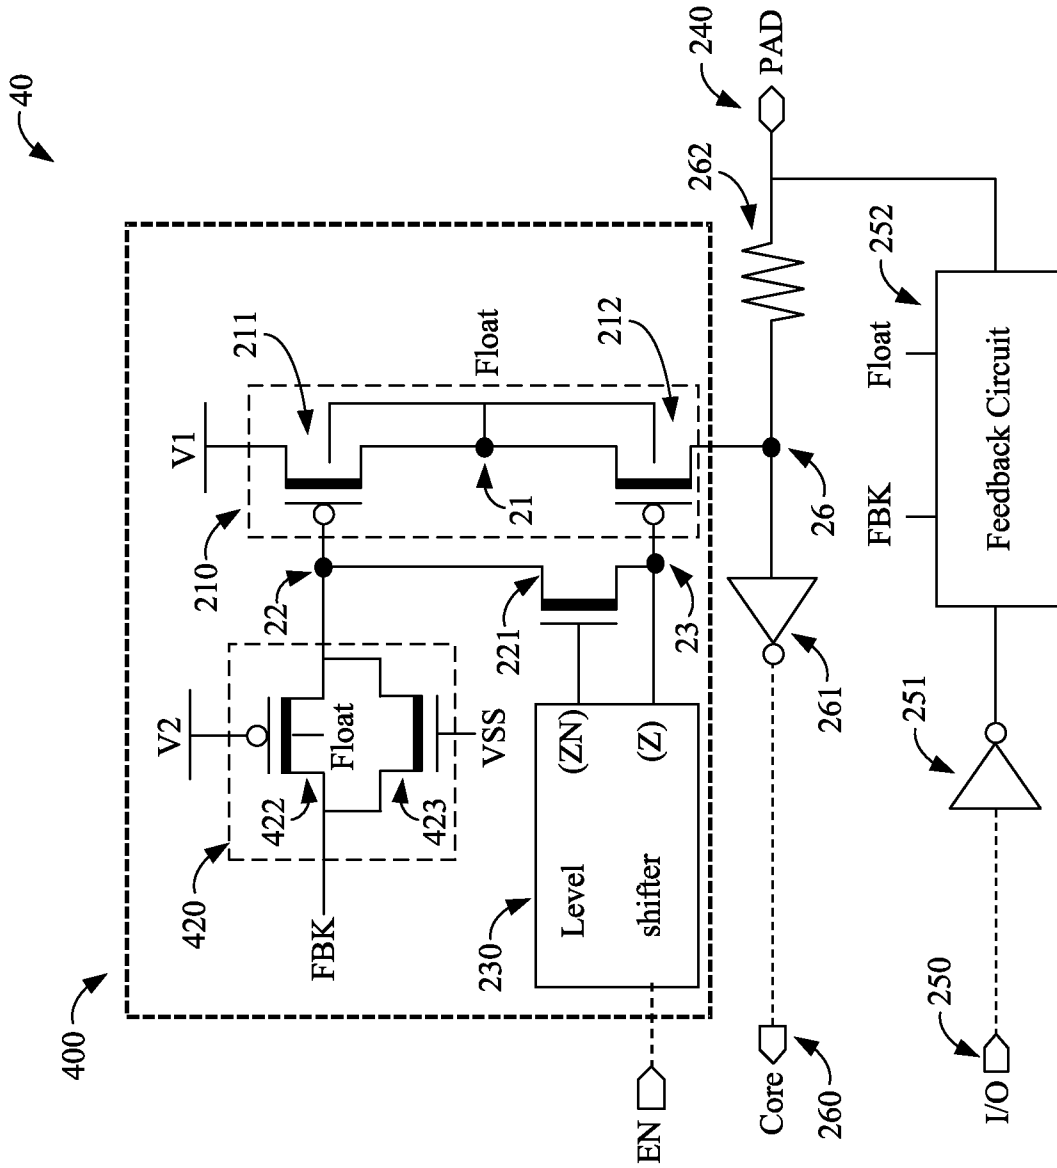 40
400
V1
211
210
V2
22
Float
21
212
420
422
Float
423
VSS
FBK
221
23
230
Level
shifter
(ZN)
(Z)
EN
262
240
PAD
26
261
Core
260
252
FBK
Float
Feedback Circuit
251
250
I/O